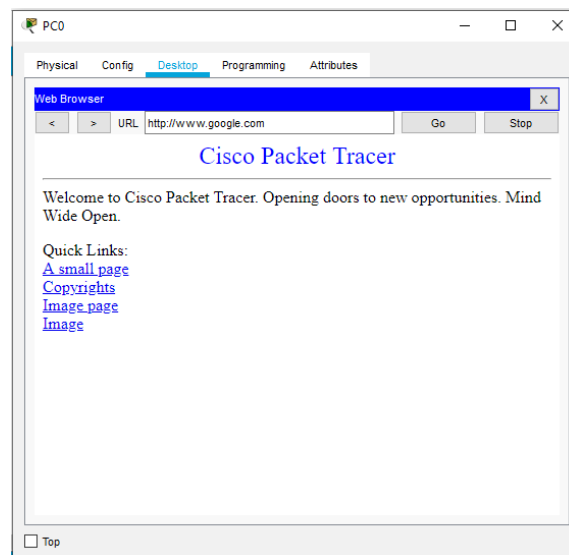 PC0
Physical Config Desktop Programming Attributes
Web Browser X
< > URL http://www.google.com Go Stop
Cisco Packet Tracer
Welcome to Cisco Packet Tracer. Opening doors to new opportunities. Mind
Wide Open.
Quick Links:
A small page
Copyrights
Image page
Image
Top